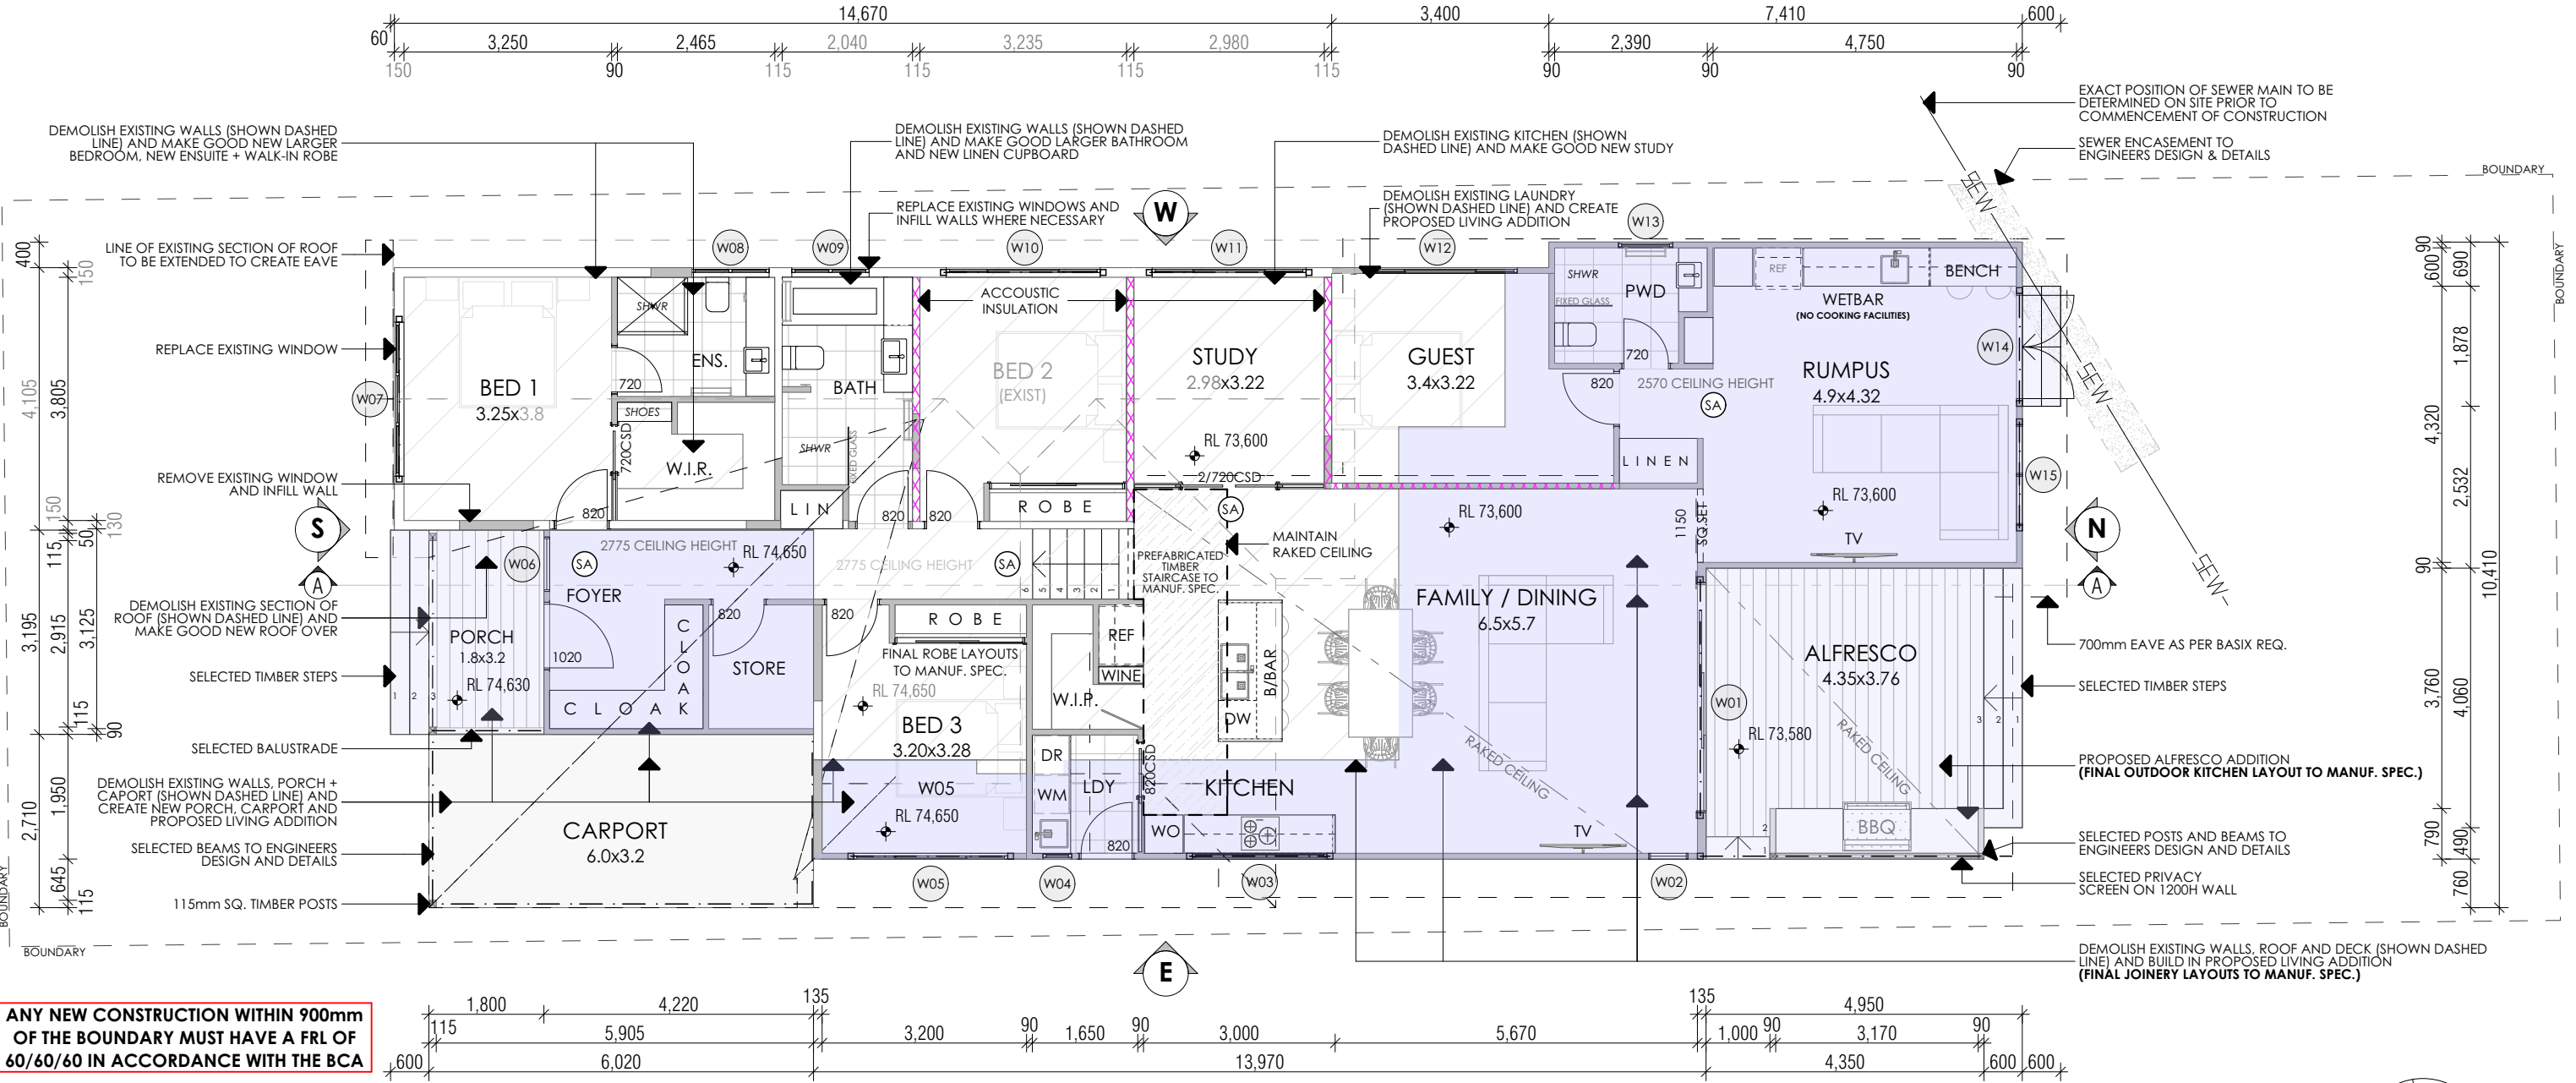 14,670
3,400
7,410
600
60
3,250
2,465
2,040
3,235
2,980
2,390
4,750
150
90
115
115
115
115
90
90
90
EXACT POSITION OF SEWER MAIN TO BE
DETERMINED ON SITE PRIOR TO
COMMENCEMENT OF CONSTRUCTION
SEWER ENCASEMENT TO
ENGINEERS DESIGN & DETAILS
DEMOLISH EXISTING WALLS (SHOWN DASHED
LINE) AND MAKE GOOD NEW LARGER
BEDROOM, NEW ENSUITE + WALK-IN ROBE
DEMOLISH EXISTING WALLS (SHOWN DASHED
LINE) AND MAKE GOOD LARGER BATHROOM
AND NEW LINEN CUPBOARD
DEMOLISH EXISTING KITCHEN (SHOWN
DASHED LINE) AND MAKE GOOD NEW STUDY
REPLACE EXISTING WINDOWS AND
INFILL WALLS WHERE NECESSARY
DEMOLISH EXISTING LAUNDRY
(SHOWN DASHED LINE) AND CREATE
PROPOSED LIVING ADDITION
BOUNDARY
BOUNDARY
SEW
SEW
SEW
W
LINE OF EXISTING SECTION OF ROOF
TO BE EXTENDED TO CREATE EAVE
W08
W09
W10
W11
W12
W13
400
150
4,105
3,805
150
130
50
115
3,195
2,915
3,125
115
90
2,710
1,950
645
115
REPLACE EXISTING WINDOW
W07
REMOVE EXISTING WINDOW
AND INFILL WALL
S
A
BED 1
3.25x3.8
SHWR
ENS.
720
SHOES
720CSD
W.I.R.
820
BATH
SHWR
FIXED GLASS
LIN
820
ACCOUSTIC
INSULATION
BED 2
(EXIST)
820
ROBE
STUDY
2.98x3.22
RL 73,600
2/720CSD
SA
GUEST
3.4x3.22
SHWR
FIXED GLASS
PWD
720
820
LINEN
REF
BENCH
WETBAR
(NO COOKING FACILITIES)
2570 CEILING HEIGHT
SA
RUMPUS
4.9x4.32
RL 73,600
TV
W14
W15
N
A
90
600
690
1,878
4,320
2,532
90
10,410
3,760
4,060
790
490
760
DEMOLISH EXISTING SECTION OF
ROOF (SHOWN DASHED LINE) AND
MAKE GOOD NEW ROOF OVER
SELECTED TIMBER STEPS
SELECTED BALUSTRADE
DEMOLISH EXISTING WALLS, PORCH +
CAPORT (SHOWN DASHED LINE) AND
CREATE NEW PORCH, CARPORT AND
PROPOSED LIVING ADDITION
SELECTED BEAMS TO ENGINEERS
DESIGN AND DETAILS
115mm SQ. TIMBER POSTS
BOUNDARY
BOUNDARY
W06
2775 CEILING HEIGHT
RL 74,650
SA
FOYER
1020
PORCH
1.8x3.2
RL 74,630
1 2 3
CLOAK
CLOAK
820
STORE
CARPORT
6.0x3.2
2775 CEILING HEIGHT
SA
6 5 4 3 2 1
820
ROBE
FINAL ROBE LAYOUTS
TO MANUF. SPEC.
RL 74,650
BED 3
3.20x3.28
W05
RL 74,650
REF
WINE
W.I.P.
DR
WM
LDY
820
820CSD
PREFABRICATED
TIMBER
STAIRCASE TO
MANUF. SPEC.
MAINTAIN
RAKED CEILING
RL 73,600
1150
SQ.SET
B/BAR
DW
KITCHEN
WO
FAMILY / DINING
6.5x5.7
RAKED CEILING
TV
W01
ALFRESCO
4.35x3.76
RL 73,580
RAKED CEILING
3 2 1
2
1
BBQ
W05
W04
W03
W02
700mm EAVE AS PER BASIX REQ.
SELECTED TIMBER STEPS
PROPOSED ALFRESCO ADDITION
(FINAL OUTDOOR KITCHEN LAYOUT TO MANUF. SPEC.)
SELECTED POSTS AND BEAMS TO
ENGINEERS DESIGN AND DETAILS
SELECTED PRIVACY
SCREEN ON 1200H WALL
E
DEMOLISH EXISTING WALLS, ROOF AND DECK (SHOWN DASHED
LINE) AND BUILD IN PROPOSED LIVING ADDITION
(FINAL JOINERY LAYOUTS TO MANUF. SPEC.)
ANY NEW CONSTRUCTION WITHIN 900mm
OF THE BOUNDARY MUST HAVE A FRL OF
60/60/60 IN ACCORDANCE WITH THE BCA
1,800
4,220
135
135
4,950
115
5,905
3,200
90
1,650
90
3,000
5,670
1,000
90
3,170
90
600
6,020
13,970
4,350
600
600